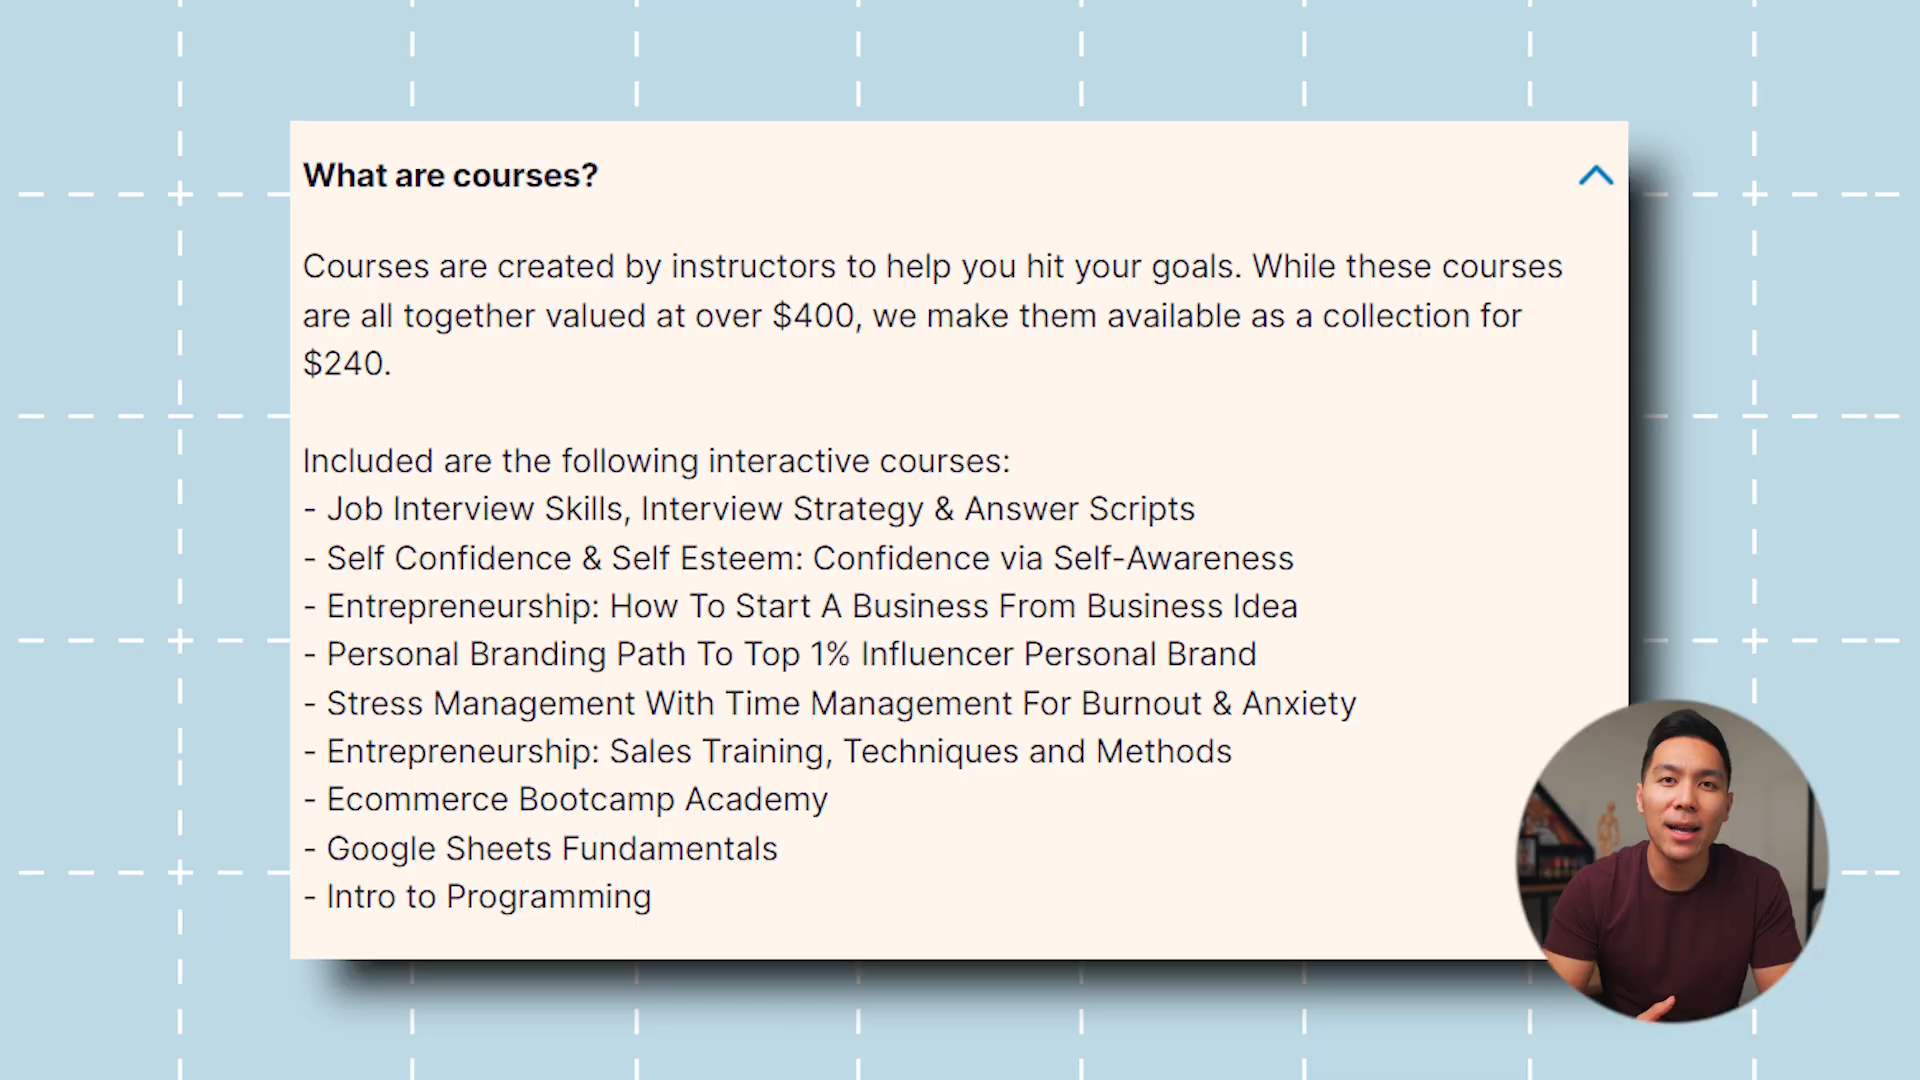 What are courses?
Courses are created by instructors to help you hit your goals. While these courses
are all together valued at over $400, we make them available as a collection for
$240.
Included are the following interactive courses:
- Job Interview Skills, Interview Strategy & Answer Scripts
- Self Confidence & Self Esteem: Confidence via Self-Awareness
- Entrepreneurship: How To Start A Business From Business Idea
- Personal Branding Path To Top 1% Influencer Personal Brand
- Stress Management With Time Management For Burnout & Anxiety
- Entrepreneurship: Sales Training, Techniques and Methods
- Ecommerce Bootcamp Academy
- Google Sheets Fundamentals
- Intro to Programming